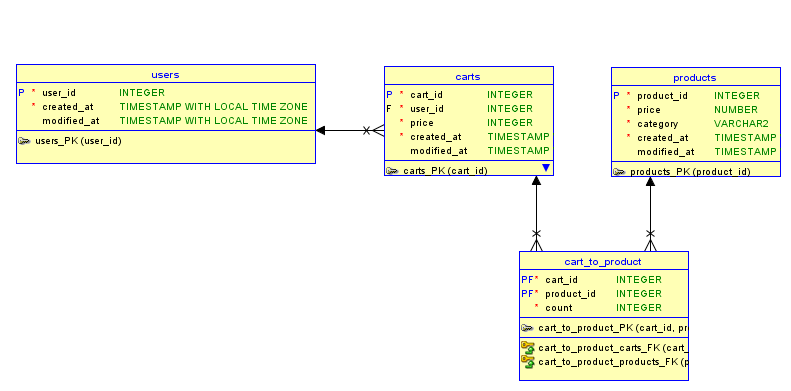 users
P * user_id INTEGER
* created_at TIMESTAMP WITH LOCAL TIME ZONE
modified_at TIMESTAMP WITH LOCAL TIME ZONE
users_PK (user_id)
carts
P * cart_id INTEGER
F * user_id INTEGER
* price INTEGER
* created_at TIMESTAMP
modified_at TIMESTAMP
carts_PK (cart_id)
products
P * product_id INTEGER
* price NUMBER
* category VARCHAR2
* created_at TIMESTAMP
modified_at TIMESTAMP
products_PK (product_id)
cart_to_product
PF * cart_id INTEGER
PF * product_id INTEGER
* count INTEGER
cart_to_product_PK (cart_id, pr
cart_to_product_carts_FK (cart_
cart_to_product_products_FK (p